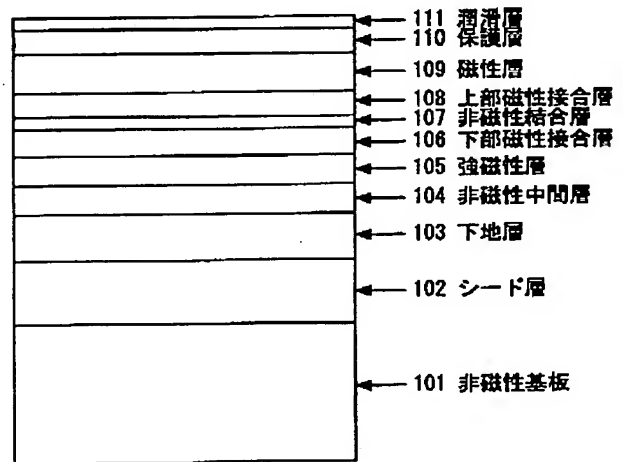 111 潤滑層
110 保護層
109 磁性層
108 上部磁性接合層
107 非磁性結合層
106 下部磁性接合層
105 強磁性層
104 非磁性中間層
103 下地層
102 シード層
101 非磁性基板